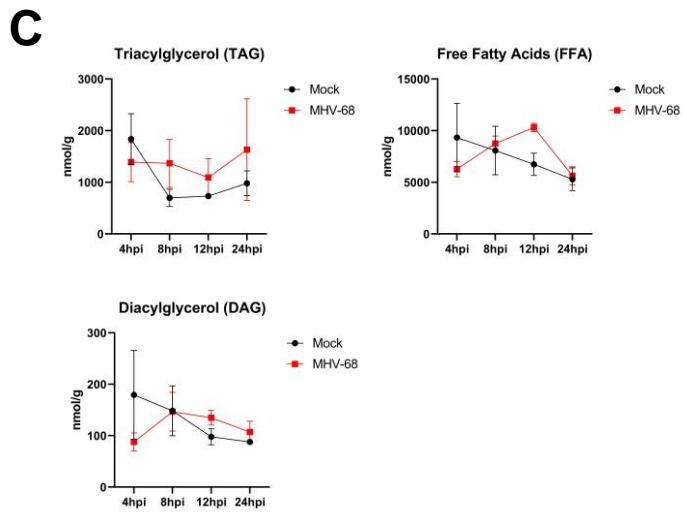 C
Triacylglycerol (TAG)
3000
2000
1000
0
nmol/g
4hpi 8hpi 12hpi 24hpi
Mock
MHV-68
Free Fatty Acids (FFA)
15000
10000
5000
0
nmol/g
4hpi 8hpi 12hpi 24hpi
Mock
MHV-68
Diacylglycerol (DAG)
300
200
100
0
nmol/g
4hpi 8hpi 12hpi 24hpi
Mock
MHV-68